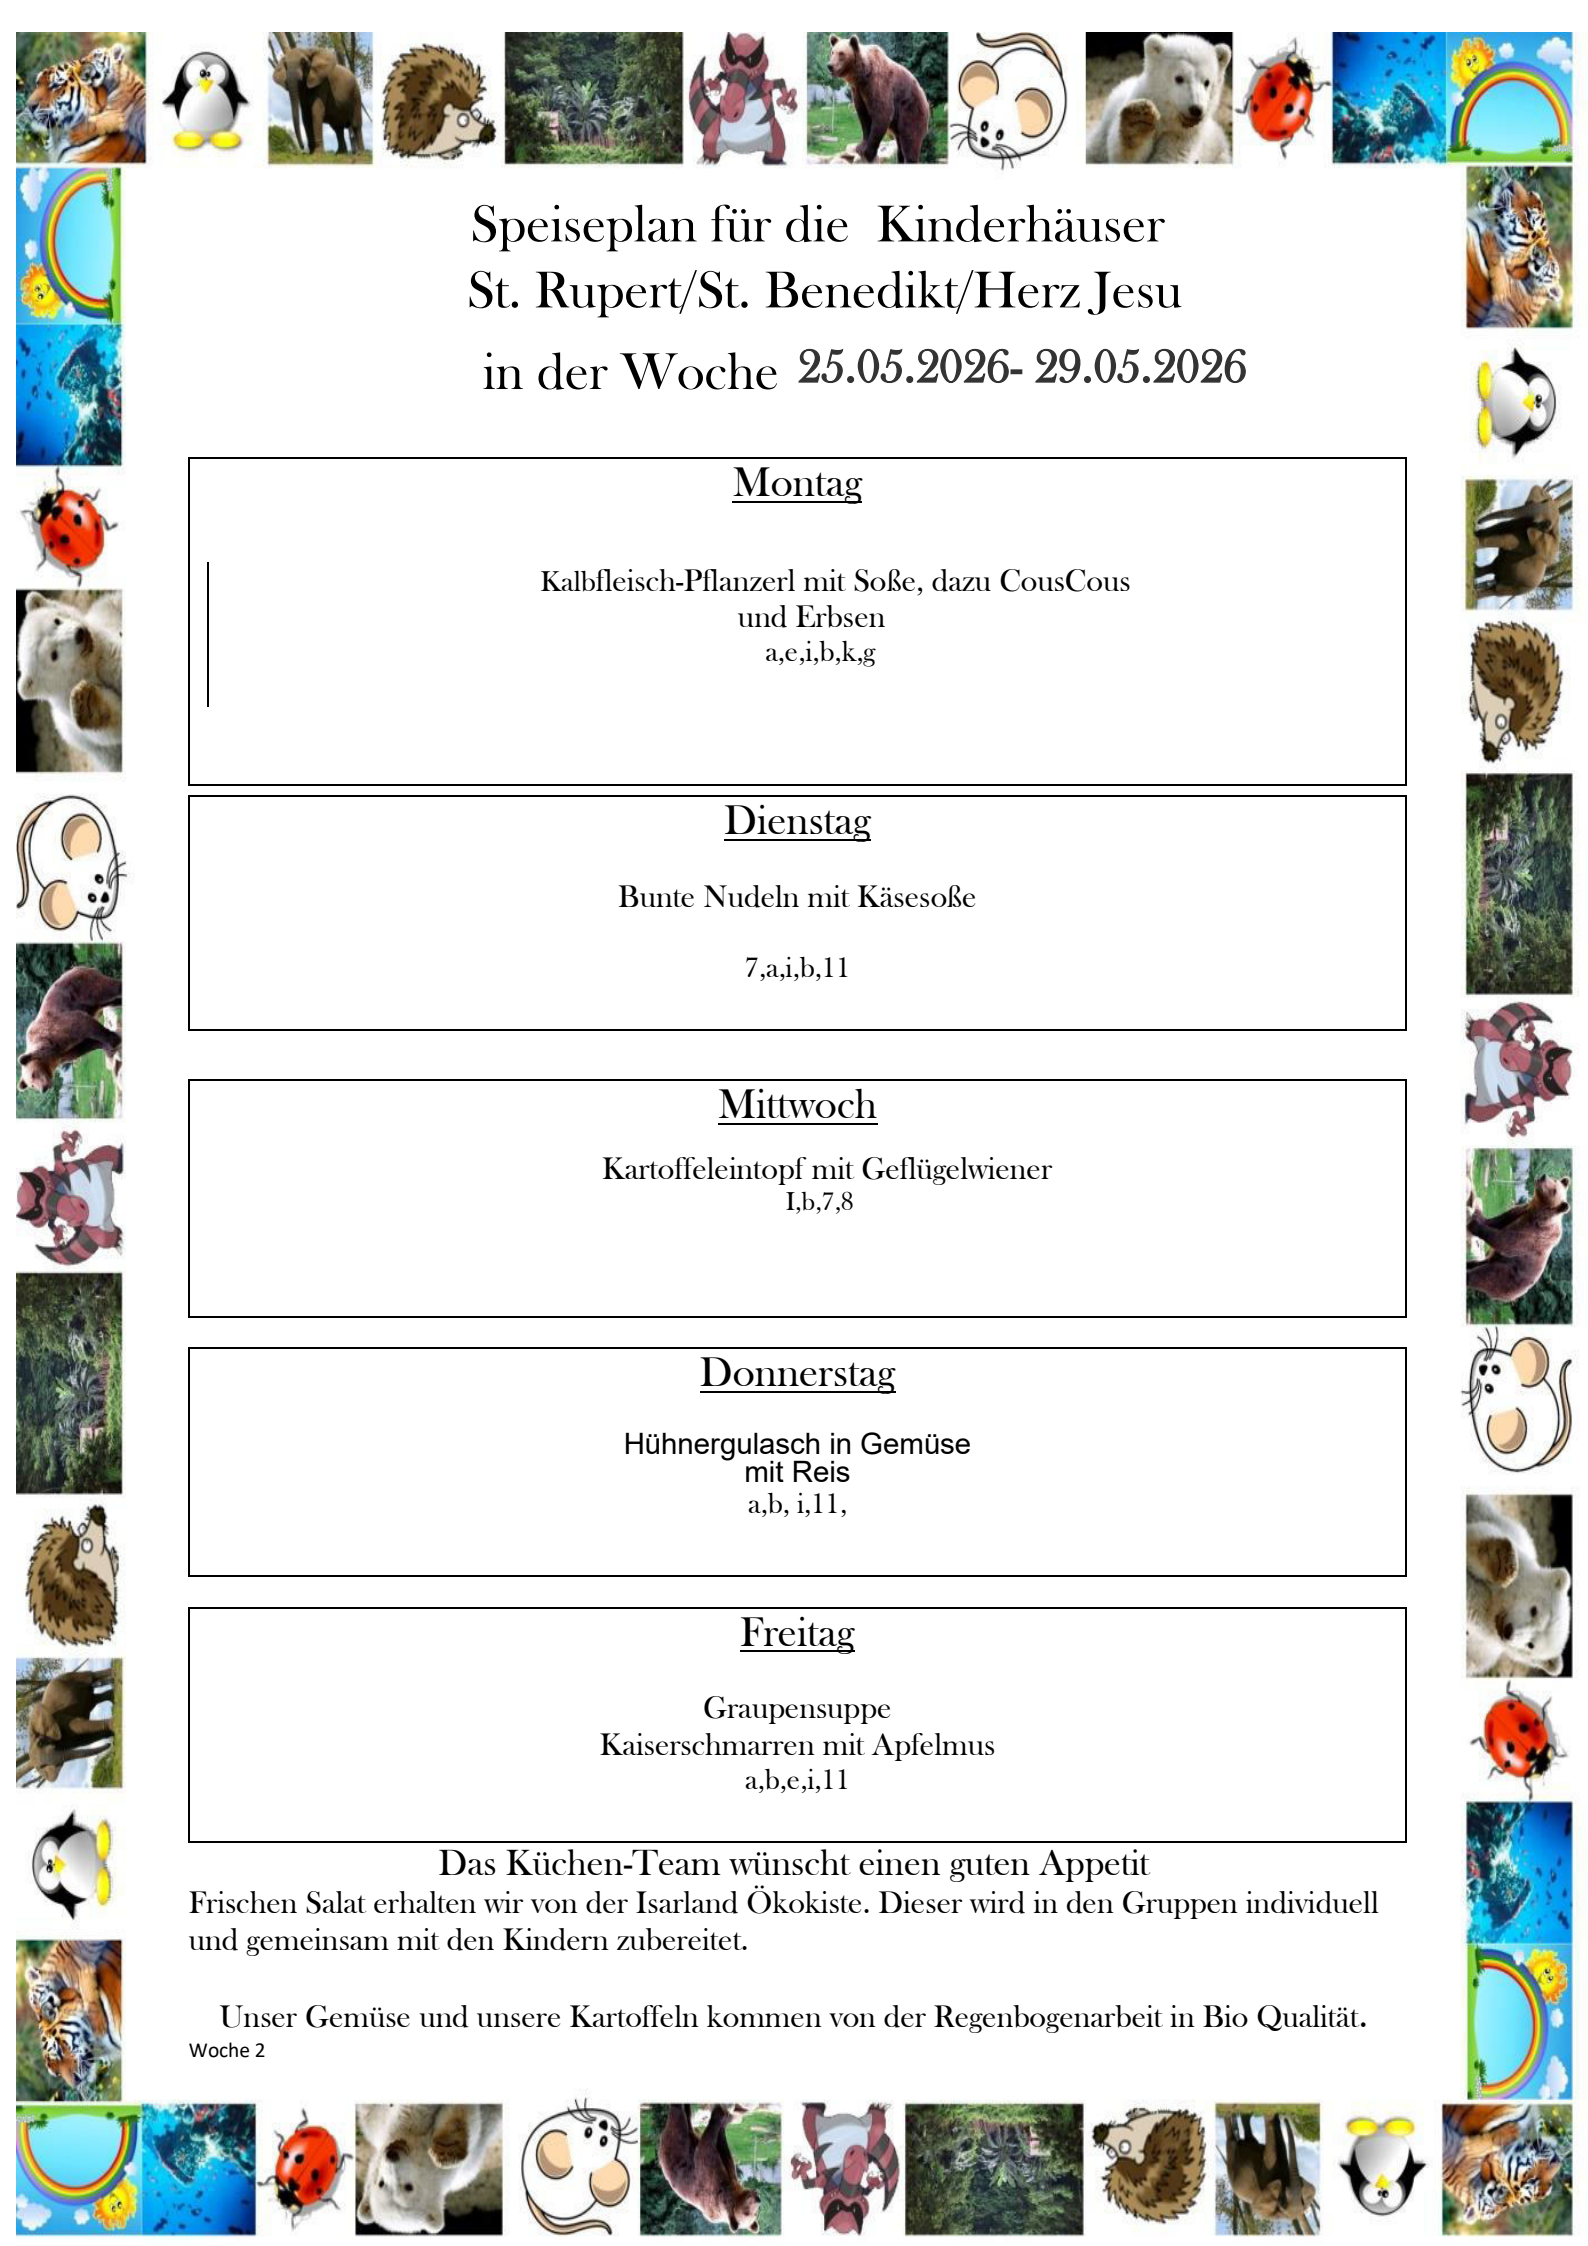 Speiseplan für die Kinderhäuser
St. Rupert/St. Benedikt/Herz Jesu
in der Woche 25.05.2026- 29.05.2026
Montag
Kalbfleisch-Pflanzerl mit Soße, dazu CousCous
und Erbsen
a,e,i,b,k,g
Dienstag
Bunte Nudeln mit Käsesoße
7,a,i,b,11
Mittwoch
Kartoffeleintopf mit Geflügelwiener
I,b,7,8
Donnerstag
Hühnergulasch in Gemüse
mit Reis
a,b, i,11,
Freitag
Graupensuppe
Kaiserschmarren mit Apfelmus
a,b,e,i,11
Das Küchen-Team wünscht einen guten Appetit
Frischen Salat erhalten wir von der Isarland Ökokiste. Dieser wird in den Gruppen individuell
und gemeinsam mit den Kindern zubereitet.
Unser Gemüse und unsere Kartoffeln kommen von der Regenbogenarbeit in Bio Qualität.
Woche 2